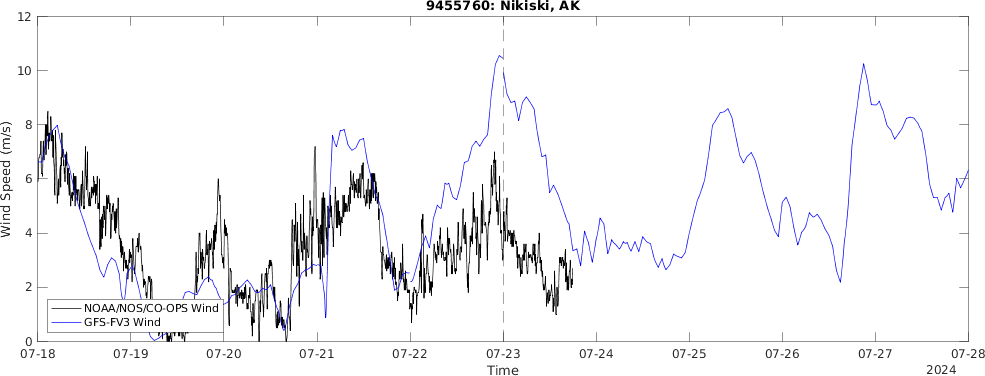 9455760: Nikiski, AK
Wind Speed (m/s)
12
10
8
6
4
2
0
NOAA/NOS/CO-OPS Wind
GFS-FV3 Wind
07-18 07-19 07-20 07-21 07-22 07-23 07-24 07-25 07-26 07-27 07-28
Time
2024